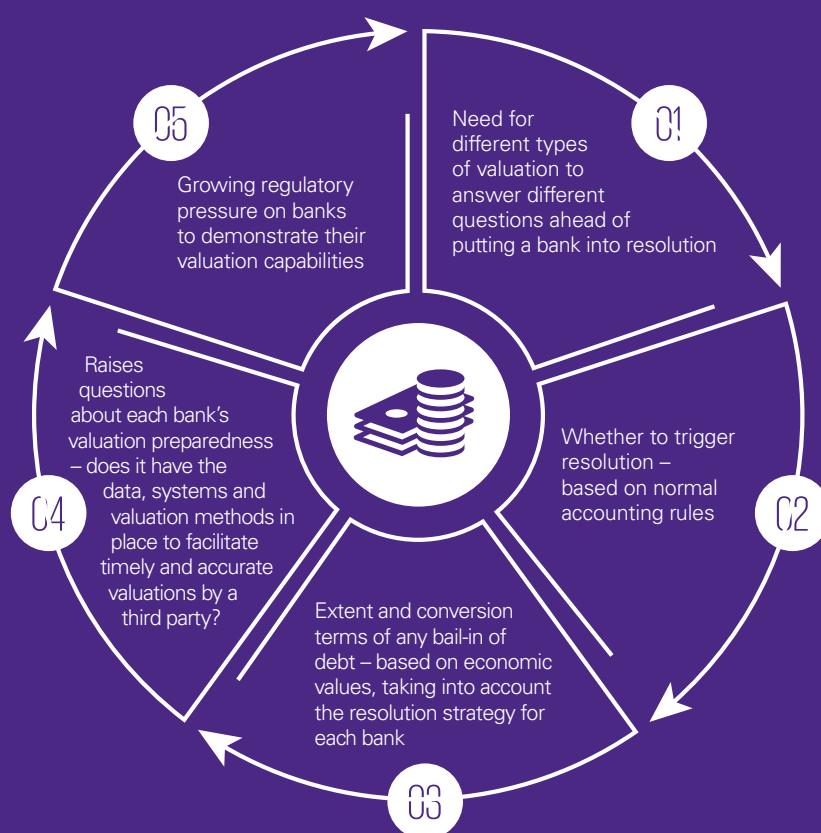 01
Need for
different types
of valuation to
answer different
questions ahead of
putting a bank into resolution
02
Whether to trigger
resolution –
based on normal
accounting rules
03
Extent and conversion
terms of any bail-in of
debt – based on economic
values, taking into account
the resolution strategy for
each bank
04
Raises
questions
about each bank's
valuation preparedness
– does it have the
data, systems and
valuation methods in
place to facilitate
timely and accurate
valuations by a
third party?
05
Growing regulatory
pressure on banks
to demonstrate their
valuation capabilities